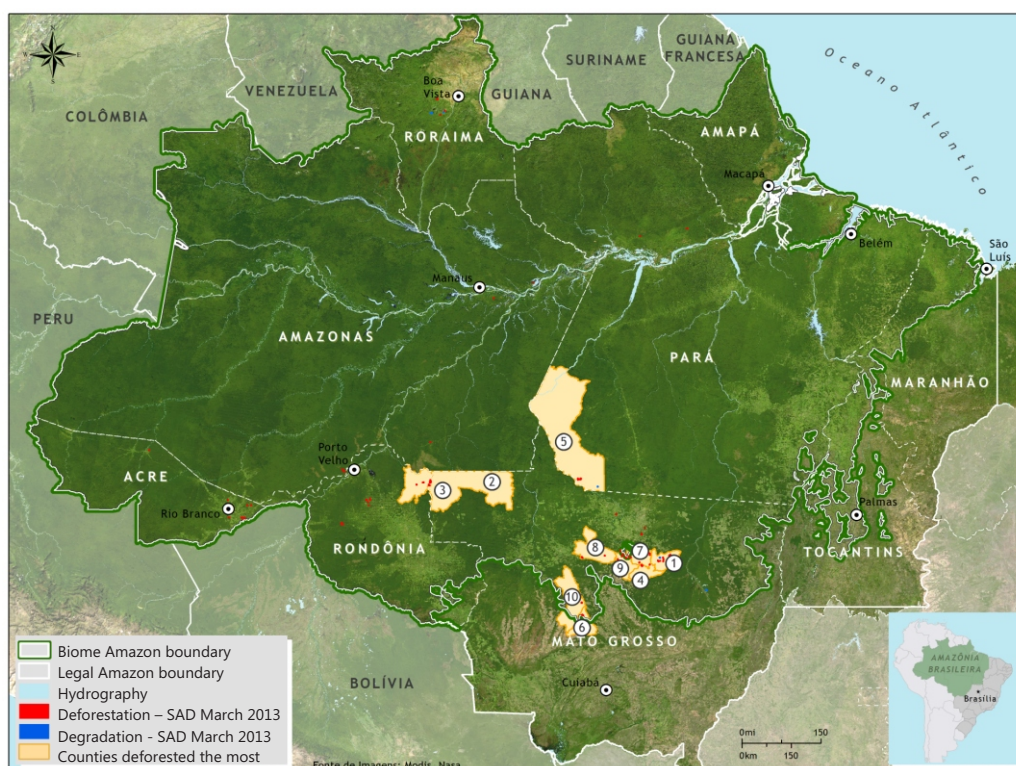 GUIANA
FRANCESA
SURINAME
VENEZUELA
GUIANA
COLÔMBIA
Boa
Vista
RORAIMA
AMAPÁ
Oceano Atlântico
Macapá
Belém
São
Luís
Manaus
PERU
AMAZONAS
PARÁ
MARANHÃO
Porto
Velho
ACRE
Rio Branco
RONDÔNIA
Palmas
TOCANTINS
5
2
3
8
7
1
9
4
10
6
MATO GROSSO
Cuiabá
BOLÍVIA
Biome Amazon boundary
Legal Amazon boundary
Hydrography
Deforestation – SAD March 2013
Degradation - SAD March 2013
Counties deforested the most
Fonte de Imagens: Modis, Nasa
0mi 150
0km 150
AMAZÔNIA
BRASILEIRA
Brasília
N
S
W
E